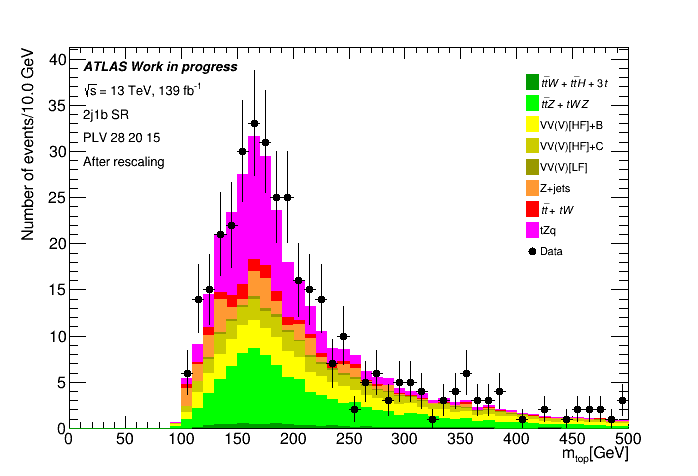 Number of events/10.0 GeV
40
35
30
25
20
15
10
5
0
ATLAS Work in progress
√s = 13 TeV, 139 fb⁻¹
2j1b SR
PLV 28 20 15
After rescaling
tt̄W + tt̄H + 3t
tt̄Z + tWZ
VV(V)[HF]+B
VV(V)[HF]+C
VV(V)[LF]
Z+jets
tt̄ + tW
tZq
Data
0 50 100 150 200 250 300 350 400 450 500
m_top[GeV]